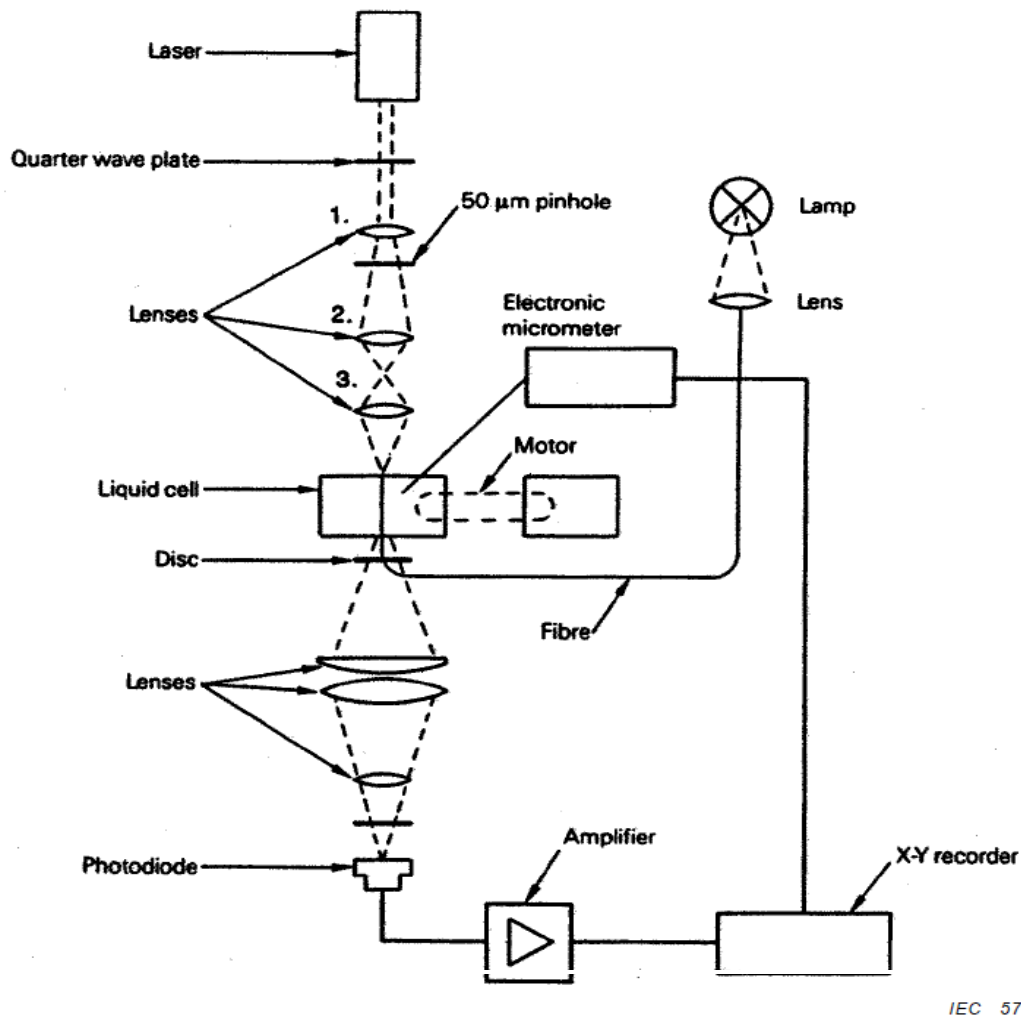 Laser
Quarter wave plate
1.
50 μm pinhole
Lamp
Lenses
2.
Electronic
micrometer
Lens
3.
Motor
Liquid cell
Disc
Fibre
Lenses
Amplifier
Photodiode
X-Y recorder
IEC 57